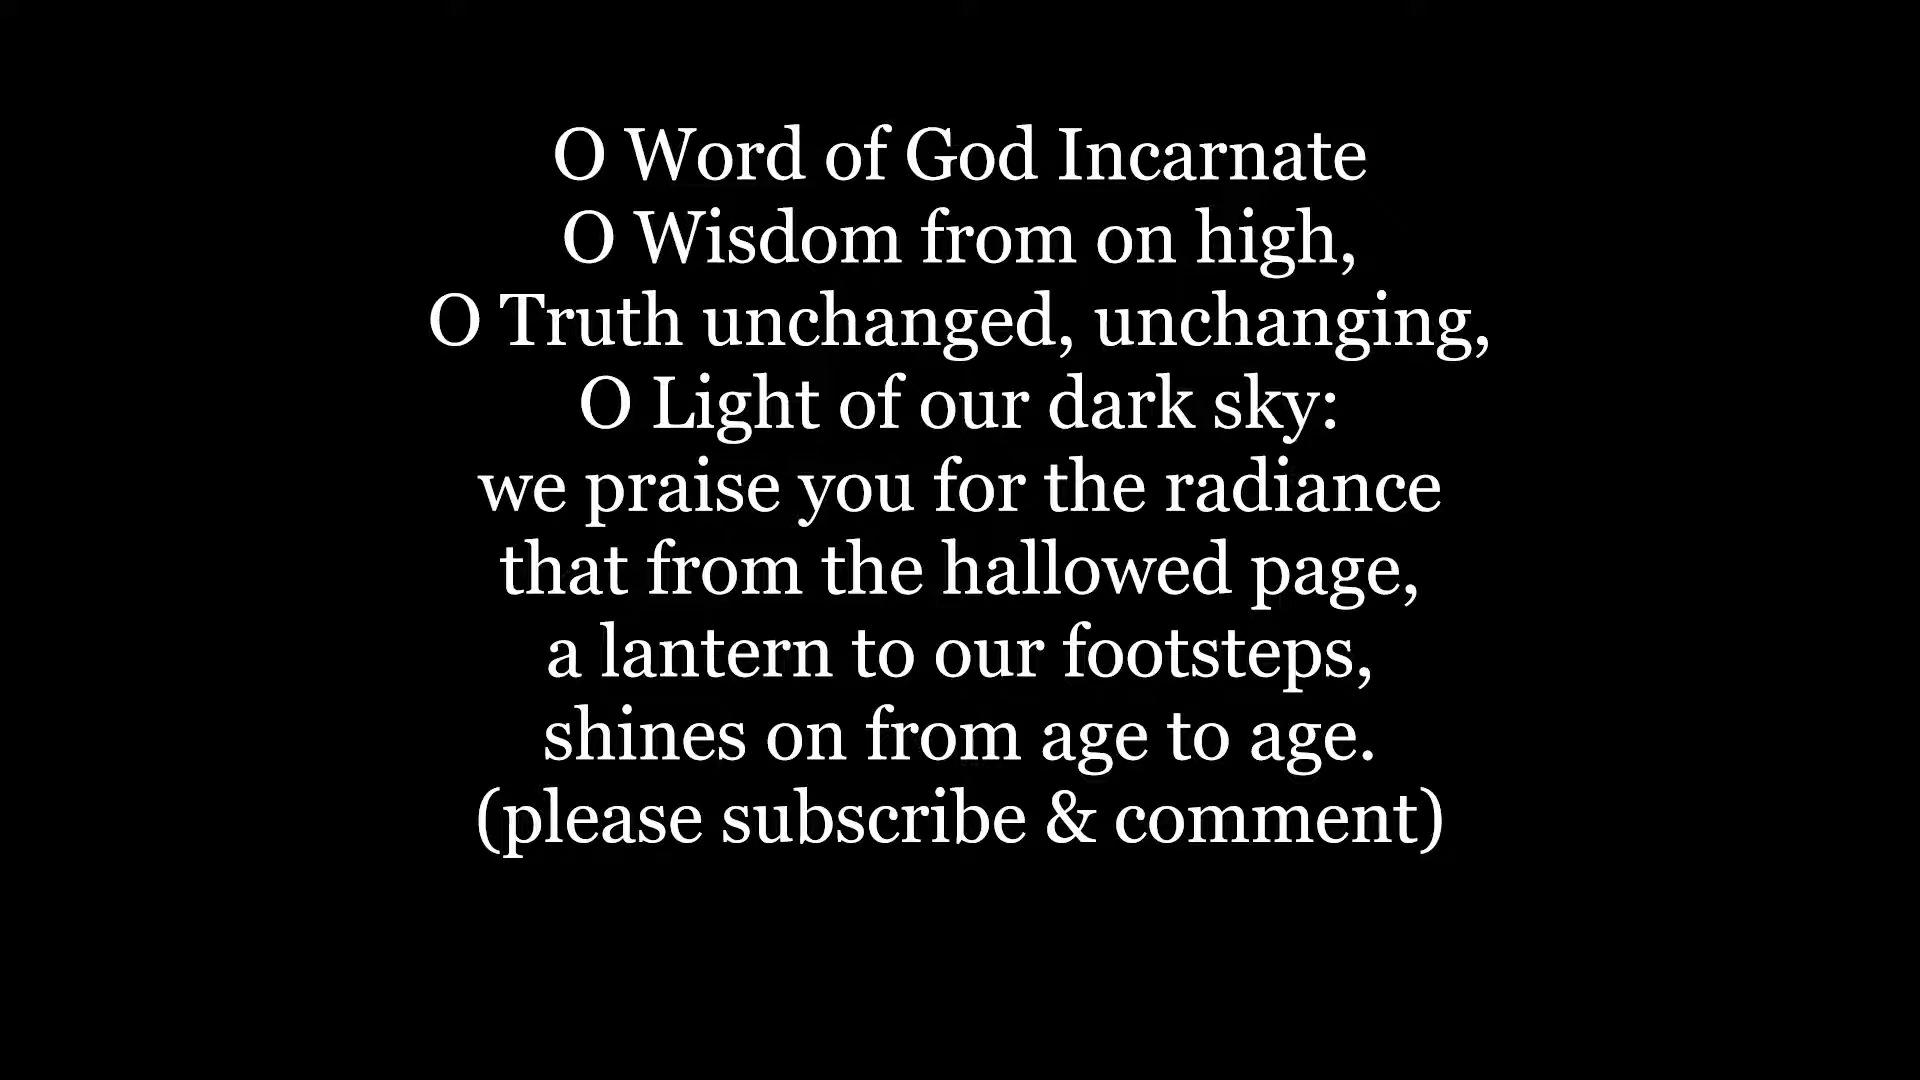 O Word of God Incarnate
O Wisdom from on high,
O Truth unchanged, unchanging,
O Light of our dark sky:
we praise you for the radiance
that from the hallowed page,
a lantern to our footsteps,
shines on from age to age.
(please subscribe & comment)